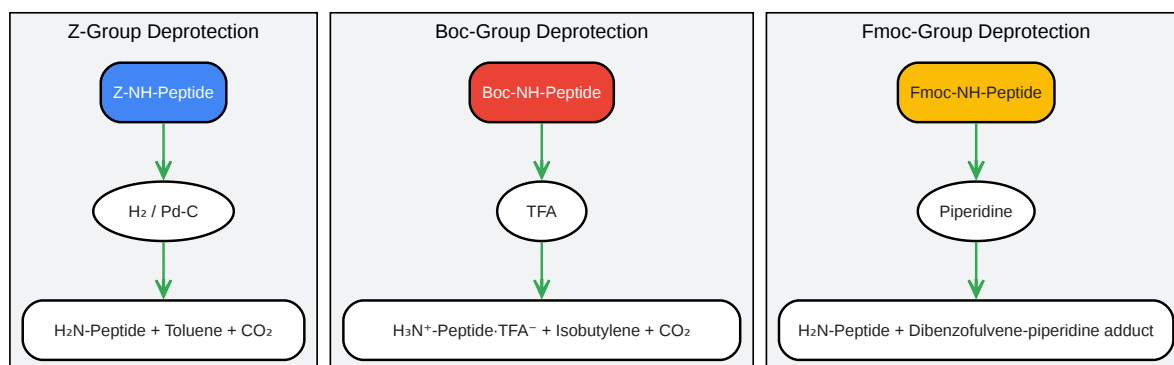 Z-Group Deprotection
Z-NH-Peptide
H₂ / Pd-C
H₂N-Peptide + Toluene + CO₂
Boc-Group Deprotection
Boc-NH-Peptide
TFA
H₃N⁺-Peptide·TFA⁻ + Isobutylene + CO₂
Fmoc-Group Deprotection
Fmoc-NH-Peptide
Piperidine
H₂N-Peptide + Dibenzofulvene-piperidine adduct